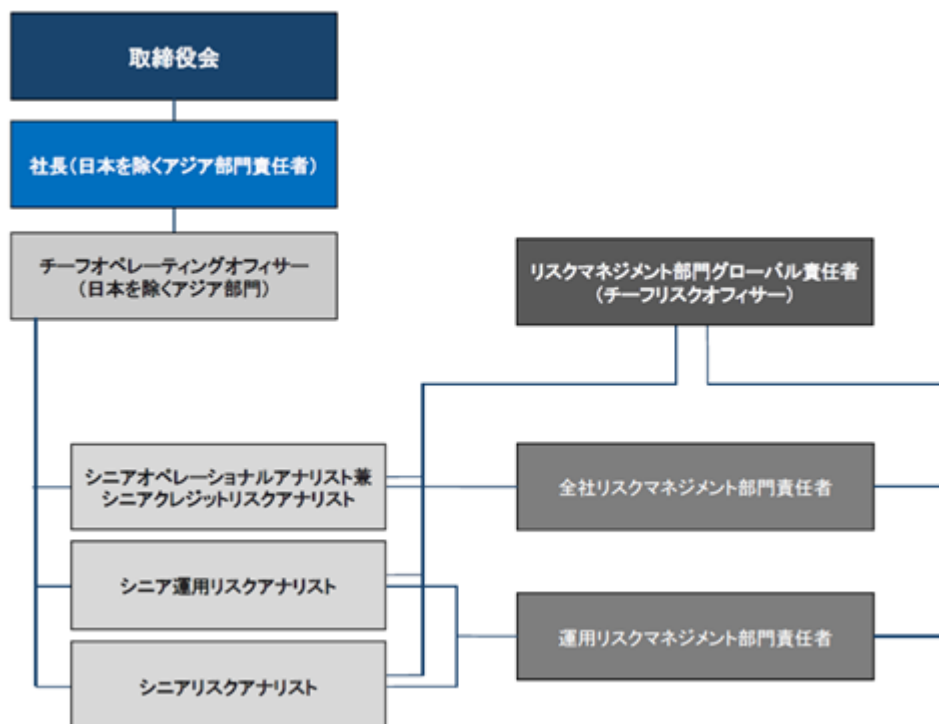 取締役会
社長(日本を除くアジア部門責任者)
チーフオペレーティングオフィサー
(日本を除くアジア部門)
リスクマネジメント部門グローバル責任者
(チーフリスクオフィサー)
シニアオペレーショナルアナリスト兼
シニアクレジットリスクアナリスト
全社リスクマネジメント部門責任者
シニア運用リスクアナリスト
運用リスクマネジメント部門責任者
シニアリスクアナリスト